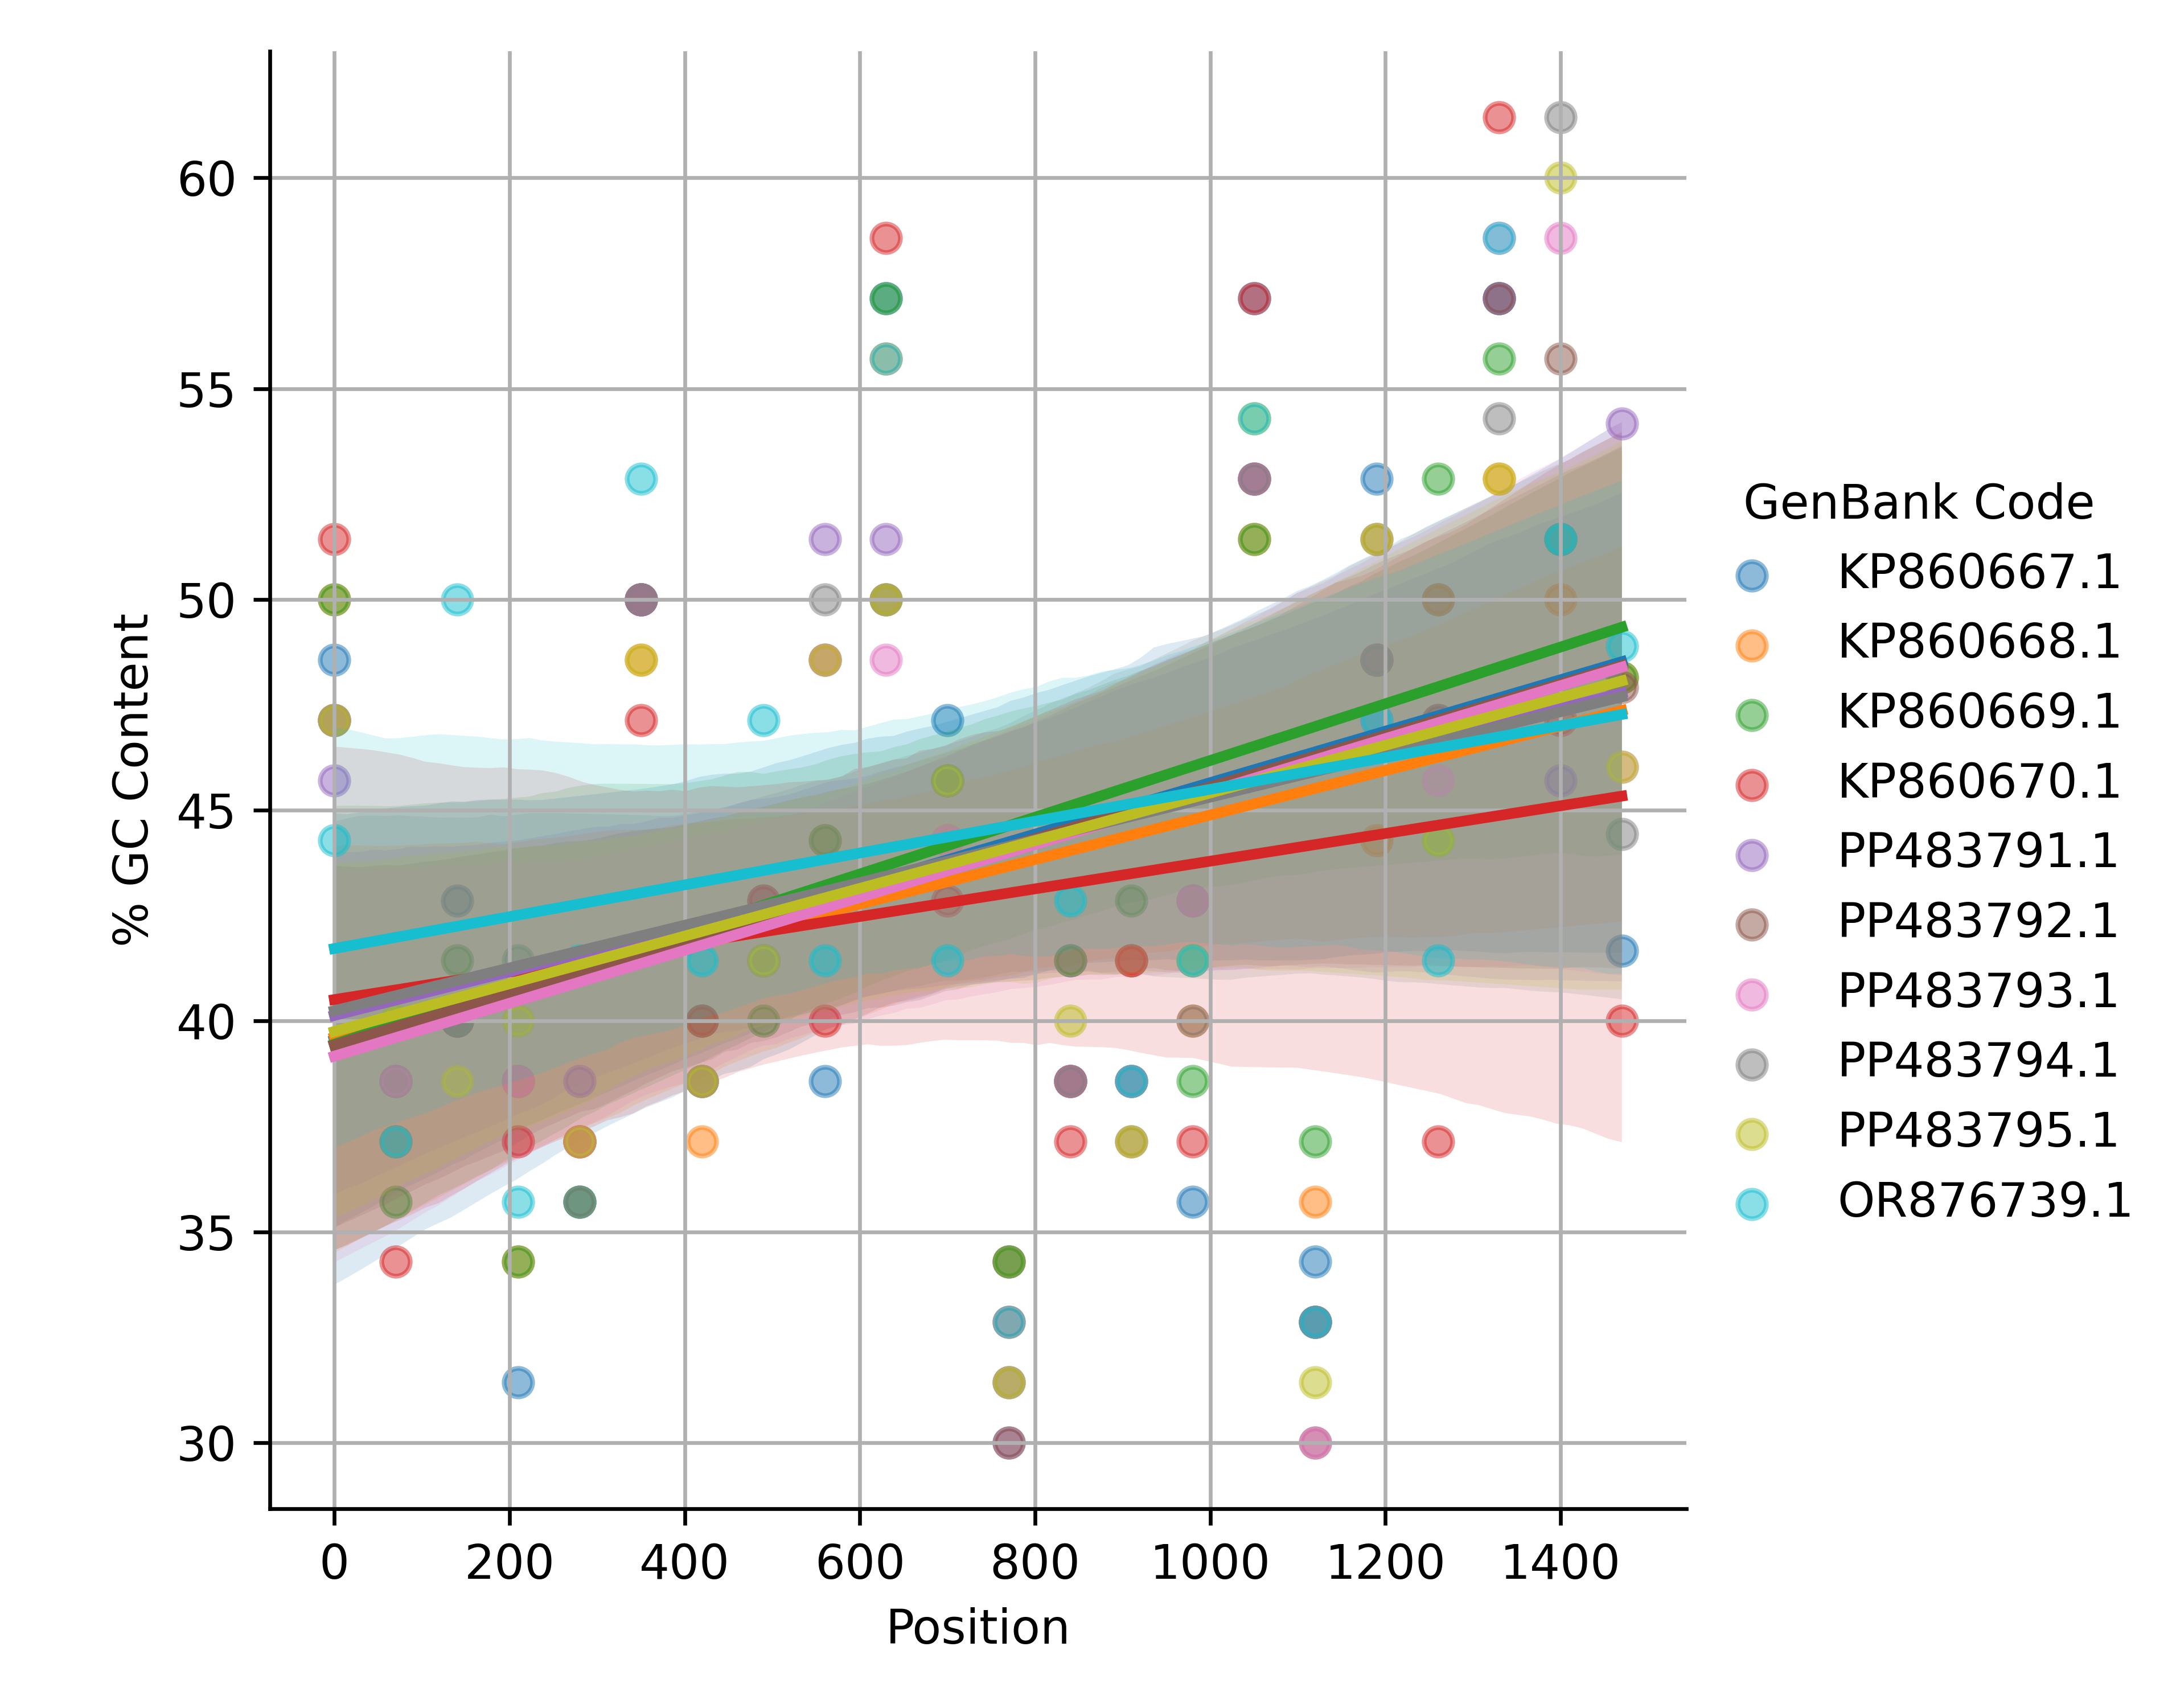 60
55
50
45
40
35
30
% GC Content
0 200 400 600 800 1000 1200 1400
Position
GenBank Code
KP860667.1
KP860668.1
KP860669.1
KP860670.1
PP483791.1
PP483792.1
PP483793.1
PP483794.1
PP483795.1
OR876739.1